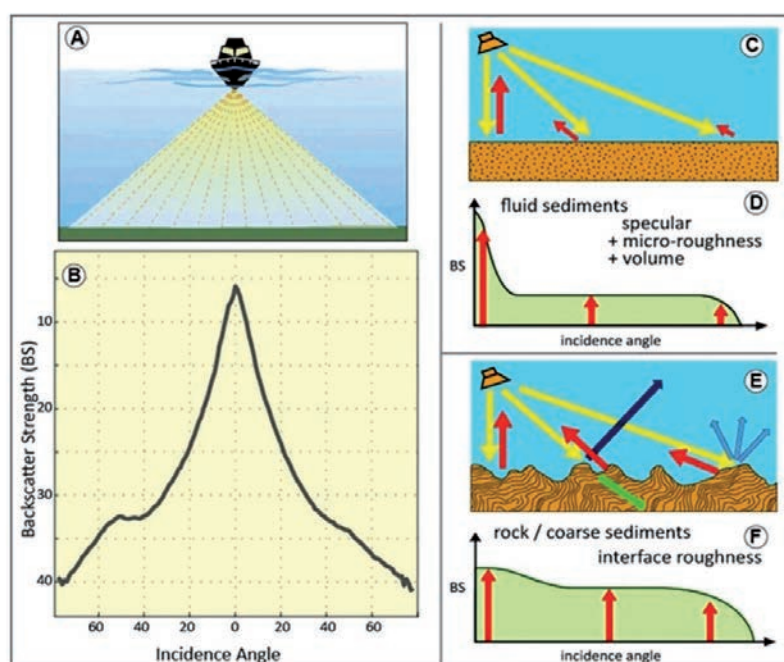 A
B
Backscatter Strength (BS)
10
20
30
40
60 40 20 0 20 40 60
Incidence Angle
C
D
fluid sediments
specular
+ micro-roughness
+ volume
BS
incidence angle
E
F
rock / coarse sediments
interface roughness
BS
incidence angle